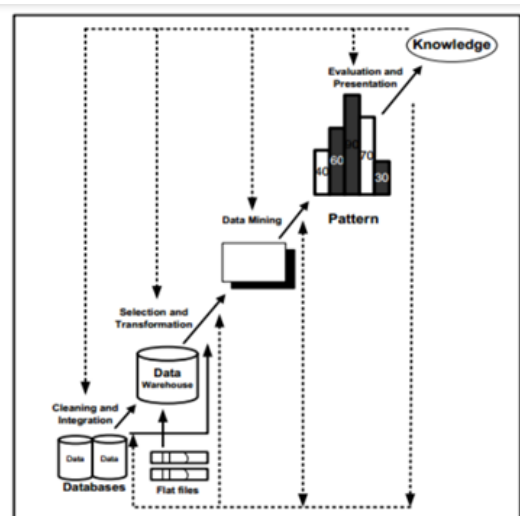 Knowledge
Evaluation and
Presentation
40
60
90
70
30
Pattern
Data Mining
Selection and
Transformation
Data
Warehouse
Cleaning and
Integration
Data
Data
Databases
Flat files